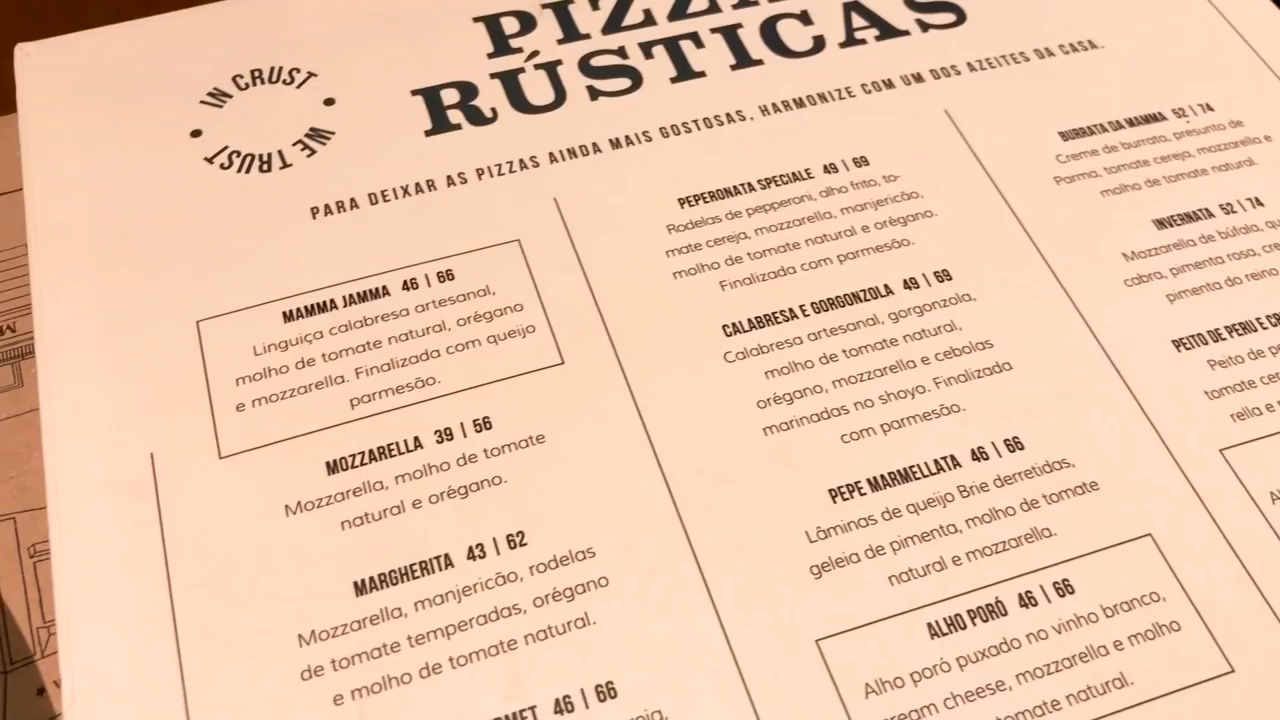 IN CRUST
WE TRUST
RÚSTICAS
PARA DEIXAR AS PIZZAS AINDA MAIS GOSTOSAS, HARMONIZE COM UM DOS AZEITES DA CASA.
MAMMA JAMMA 46 | 66
Linguiça calabresa artesanal,
molho de tomate natural, orégano
e mozzarella. Finalizada com queijo
parmesão.
MOZZARELLA 39 | 56
Mozzarella, molho de tomate
natural e orégano.
MARGHERITA 43 | 62
Mozzarella, manjericão, rodelas
de tomate temperadas, orégano
e molho de tomate natural.
46 | 66
PEPERONATA SPECIALE 49 | 69
Rodelas de pepperoni, alho frito, to-
mate cereja, mozzarella, manjericão,
molho de tomate natural e orégano.
Finalizada com parmesão.
CALABRESA E GORGONZOLA 49 | 69
Calabresa artesanal, gorgonzola,
molho de tomate natural,
orégano, mozzarella e cebolas
marinadas no shoyo. Finalizada
com parmesão.
PEPE MARMELLATA 46 | 66
Lâminas de queijo Brie derretidas,
geleia de pimenta, molho de tomate
natural e mozzarella.
ALHO PORÓ 46 | 66
Alho poró puxado no vinho branco,
cheese, mozzarella e molho
tomate natural.
BURRATA DA MAMMA 52 | 74
Creme de burrata, presunto de
Parma, tomate cereja, mozzarella e
molho de tomate natural.
INVERNATA 52 | 74
Mozzarella de búfala,
cabra, pimenta rosa,
pimenta do reino
PEITO DE PERU E
Peito de
tomate